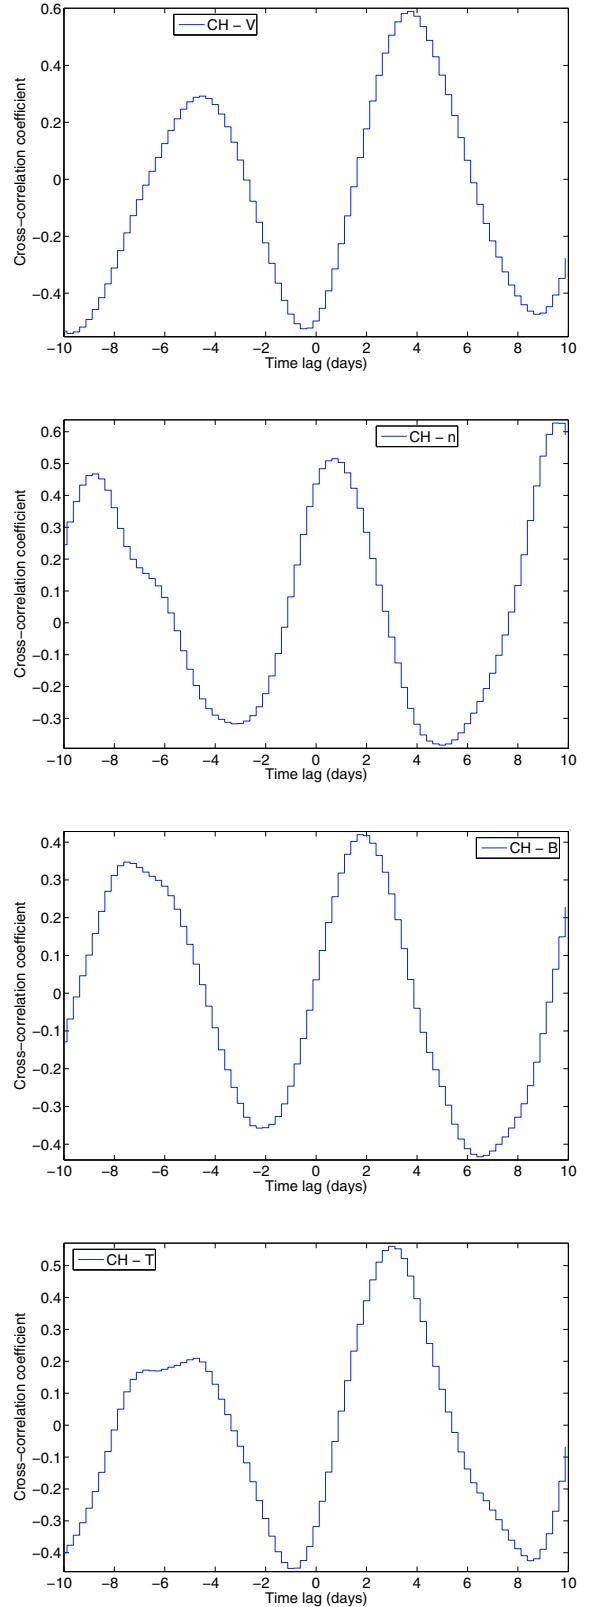 CH − V
Cross−correlation coefficient
0.6
0.4
0.2
0
−0.2
−0.4
−10 −8 −6 −4 −2 0 2 4 6 8 10
Time lag (days)
CH − n
Cross−correlation coefficient
0.6
0.5
0.4
0.3
0.2
0.1
0
−0.1
−0.2
−0.3
−10 −8 −6 −4 −2 0 2 4 6 8 10
Time lag (days)
CH − B
Cross−correlation coefficient
0.4
0.3
0.2
0.1
0
−0.1
−0.2
−0.3
−0.4
−10 −8 −6 −4 −2 0 2 4 6 8 10
Time lag (days)
CH − T
Cross−correlation coefficient
0.5
0.4
0.3
0.2
0.1
0
−0.1
−0.2
−0.3
−0.4
−10 −8 −6 −4 −2 0 2 4 6 8 10
Time lag (days)